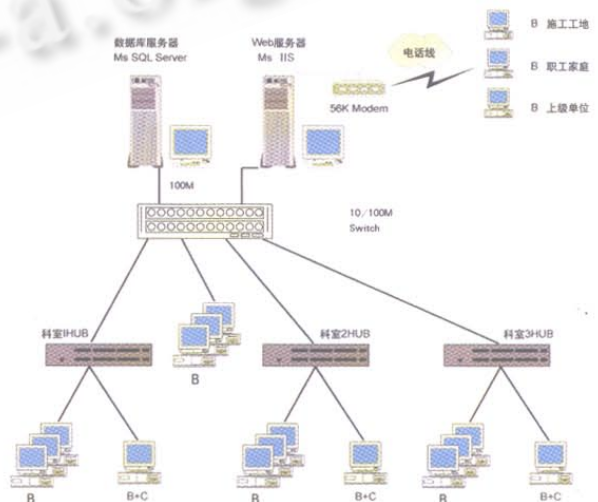 数据库服务器
Ms SQL Server
Web服务器
Ms IIS
电话线
56K Modem
B 施工工地
B 职工家庭
B 上级单位
100M
10/100M
Switch
科室1HUB
科室2HUB
科室3HUB
B
B
B+C
B
B+C
B
B+C